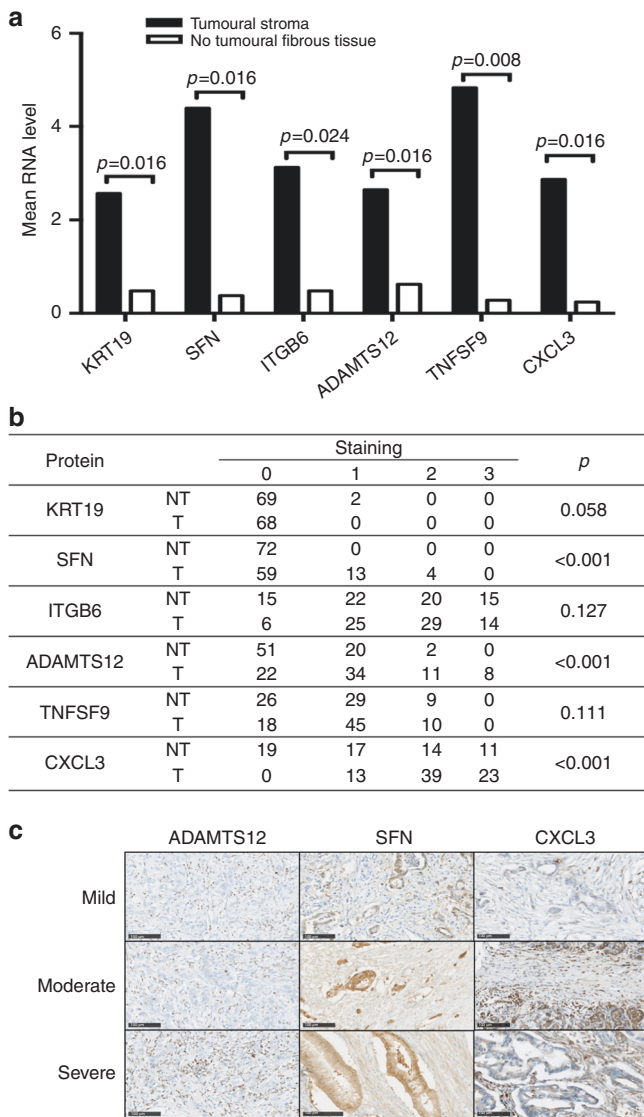 a
Tumoural stroma
No tumoural fibrous tissue
Mean RNA level
6
4
2
0
p=0.016
p=0.016
p=0.024
p=0.016
p=0.008
p=0.016
KRT19
SFN
ITGB6
ADAMTS12
TNFSF9
CXCL3
b
Protein Staining p
0 1 2 3
KRT19 NT 69 2 0 0 0.058
T 68 0 0 0
SFN NT 72 0 0 0 <0.001
T 59 13 4 0
ITGB6 NT 15 22 20 15 0.127
T 6 25 29 14
ADAMTS12 NT 51 20 2 0 <0.001
T 22 34 11 8
TNFSF9 NT 26 29 9 0 0.111
T 18 45 10 0
CXCL3 NT 19 17 14 11 <0.001
T 0 13 39 23
c
ADAMTS12 SFN CXCL3
Mild
Moderate
Severe